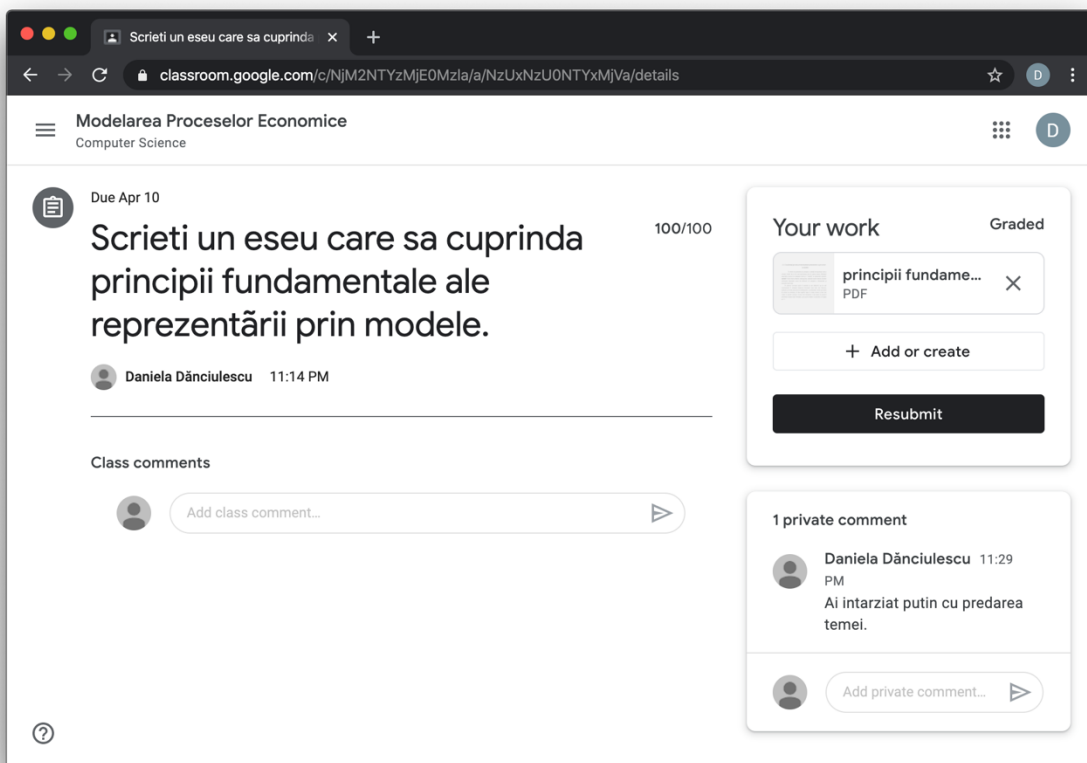 Scrieti un eseu care sa cuprinda
classroom.google.com/c/NjM2NTYzMjE0Mzla/a/NzUxNzU0NTYxMjVa/details
D
Modelarea Proceselor Economice
Computer Science
D
Due Apr 10
Scrieti un eseu care sa cuprinda
principii fundamentale ale
reprezentãrii prin modele.
100/100
Daniela Dănciulescu 11:14 PM
Class comments
Add class comment...
Your work
Graded
principii fundame...
PDF
+ Add or create
Resubmit
1 private comment
Daniela Dănciulescu 11:29
PM
Ai intarziat putin cu predarea
temei.
Add private comment...